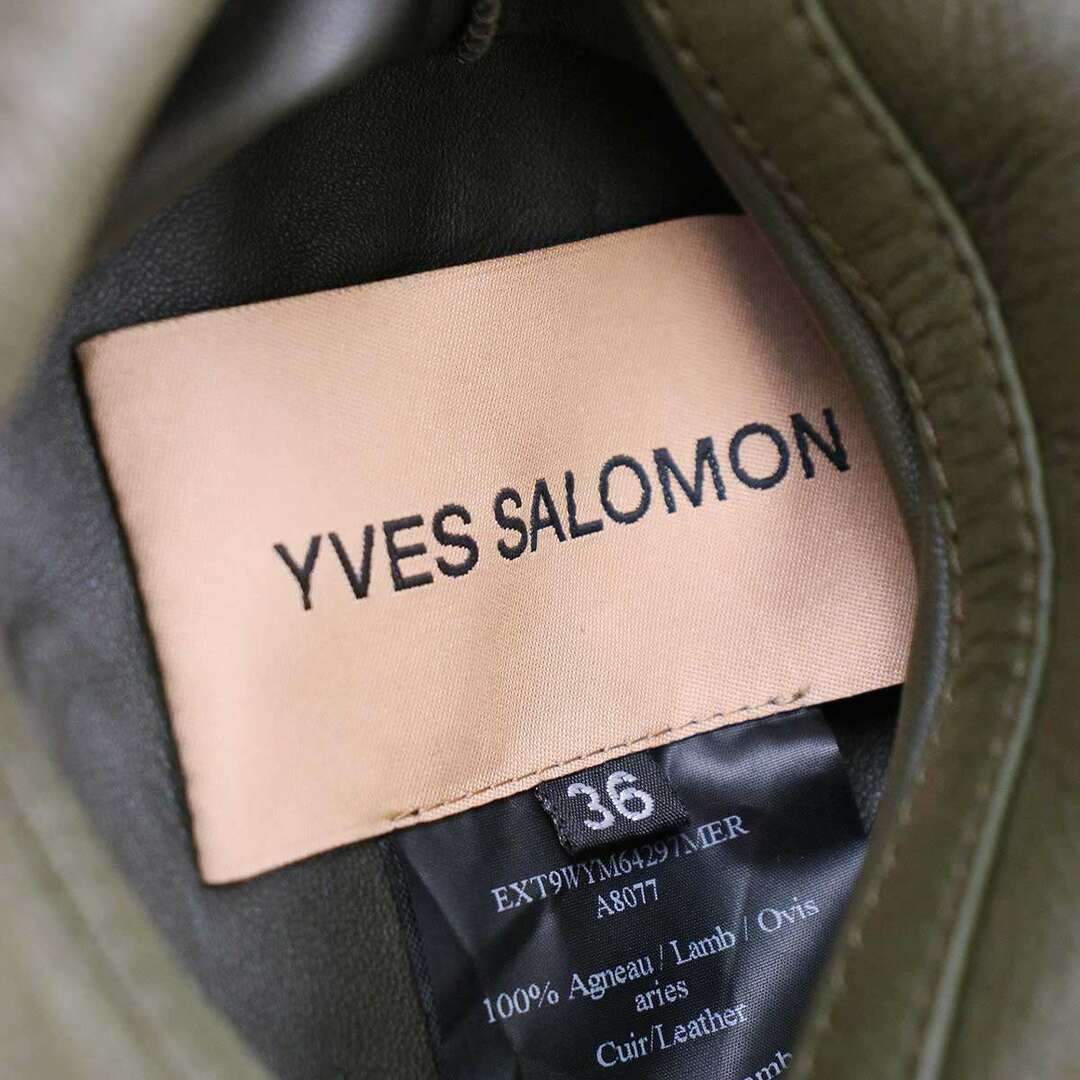 YVES SALOMON
36
EXT9WYM64297MER
A8077
100% Agneau / Lamb / Ovis
aries
Cuir/Leather